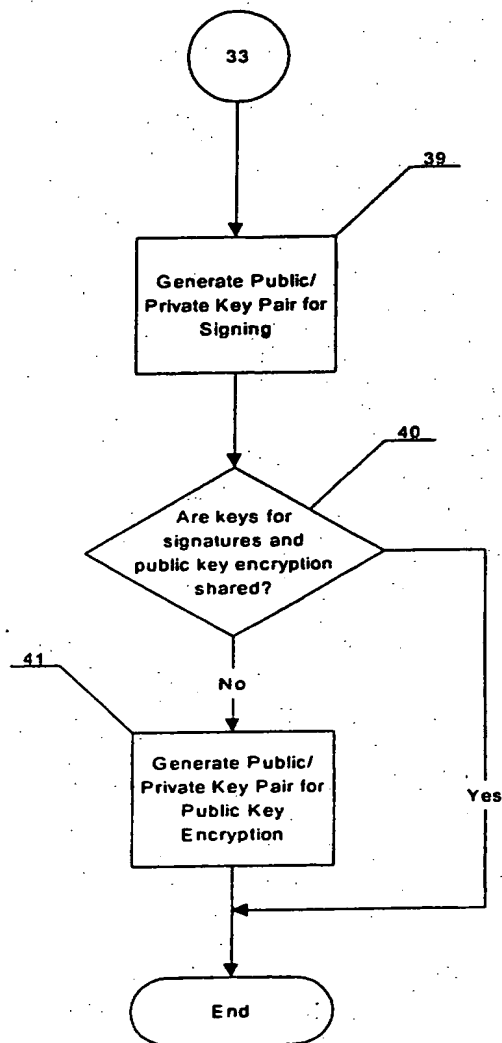 33
39
Generate Public/
Private Key Pair for
Signing
40
Are keys for
signatures and
public key encryption
shared?
41
No
Generate Public/
Private Key Pair for
Public Key
Encryption
Yes
End